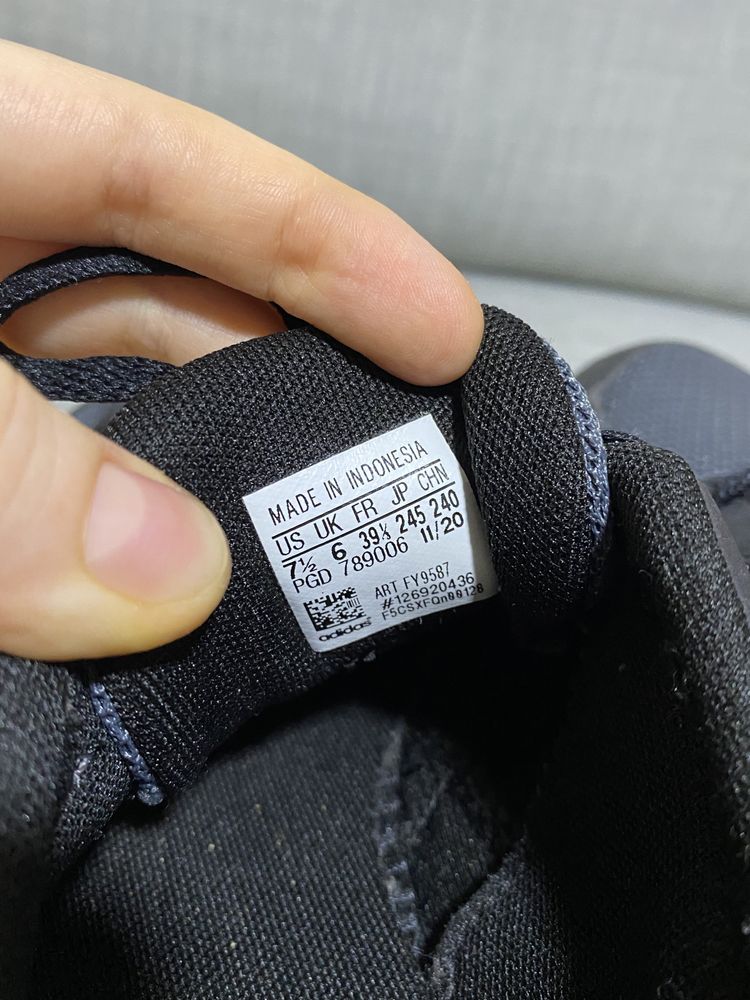 MADE IN INDONESIA
US UK FR JP CHN
7½ 6 39⅓ 245 240
PGD 789006 11/20
ART FY9587
#126920436
F5CSXFQn00128
adidas